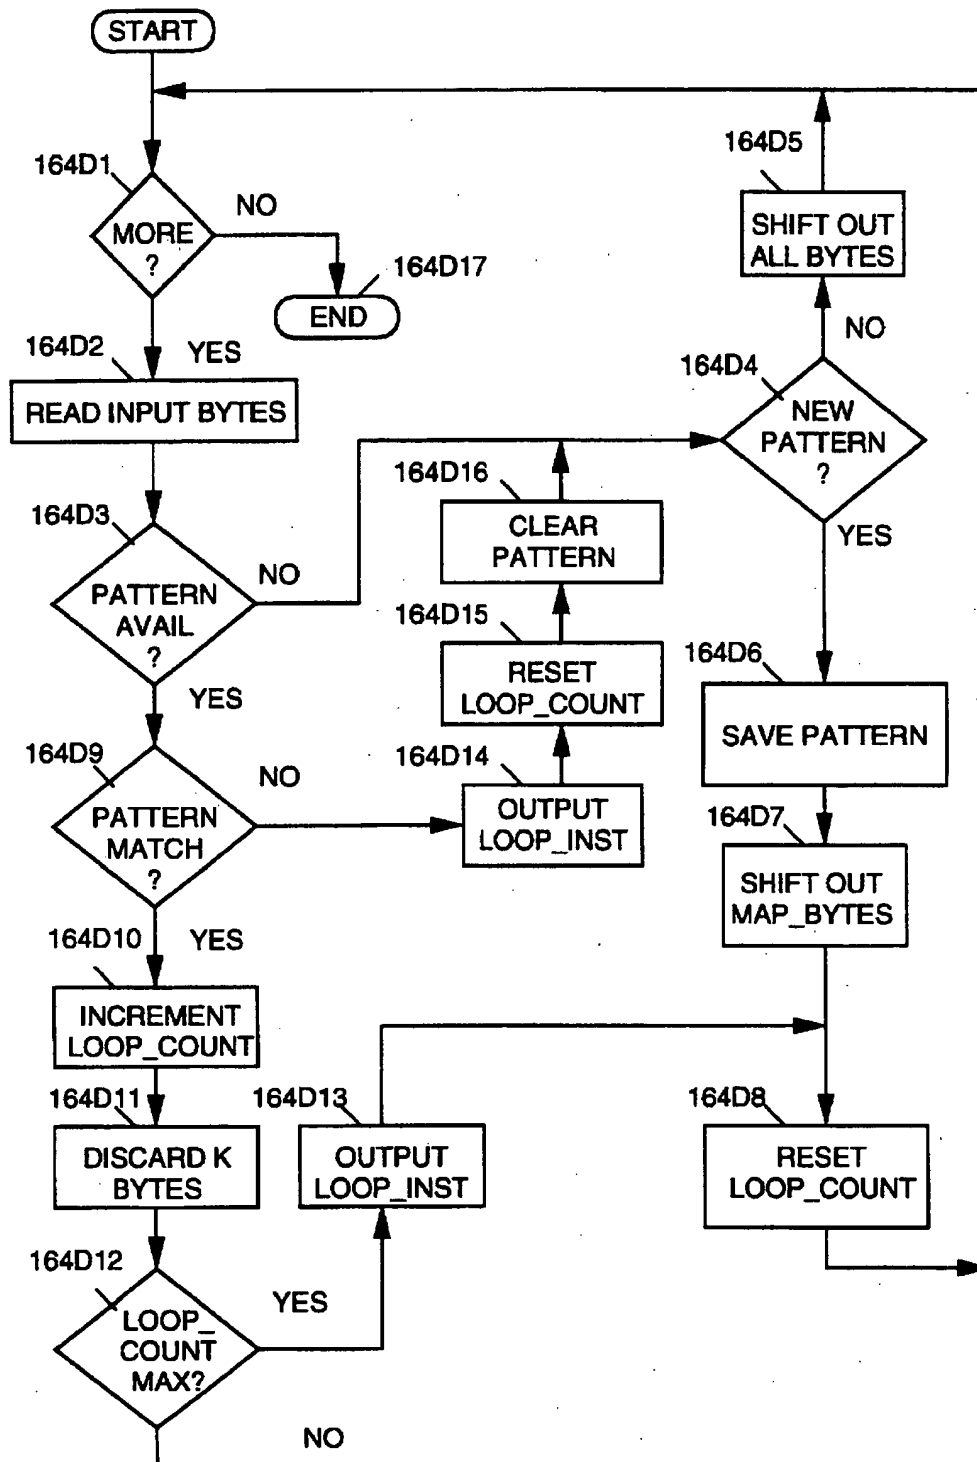 START
164D1
MORE
?
NO
164D17
END
164D2
YES
READ INPUT BYTES
164D3
PATTERN
AVAIL
?
NO
YES
164D9
PATTERN
MATCH
?
NO
YES
164D10
INCREMENT
LOOP_COUNT
164D11
DISCARD K
BYTES
164D12
LOOP_
COUNT
MAX?
YES
NO
164D13
OUTPUT
LOOP_INST
164D16
CLEAR
PATTERN
164D15
RESET
LOOP_COUNT
164D14
OUTPUT
LOOP_INST
164D5
SHIFT OUT
ALL BYTES
NO
164D4
NEW
PATTERN
?
YES
164D6
SAVE PATTERN
164D7
SHIFT OUT
MAP_BYTES
164D8
RESET
LOOP_COUNT